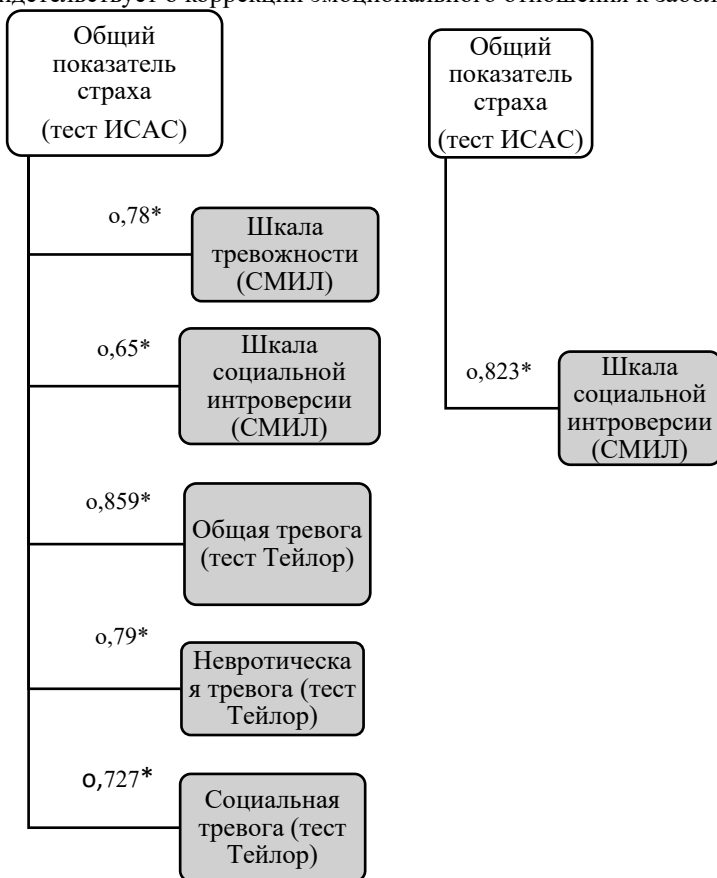 Общий
показатель
страха
(тест ИСАС)
о,78*
Шкала
тревожности
(СМИЛ)
о,65*
Шкала
социальной
интроверсии
(СМИЛ)
о,859*
Общая тревога
(тест Тейлор)
о,79*
Невротическа
я тревога (тест
Тейлор)
о,727*
Социальная
тревога (тест
Тейлор)
Общий
показатель
страха
(тест ИСАС)
о,823*
Шкала
социальной
интроверсии
(СМИЛ)